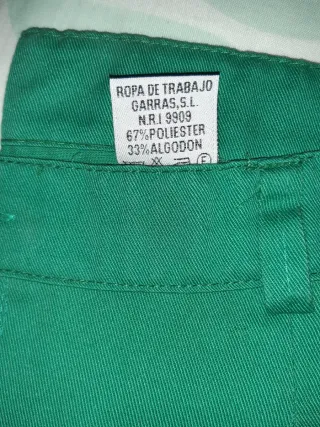 ROPA DE TRABAJO
GARRAS,S.L.
N.R.I 9909
67%POLIESTER
33%ALGODON